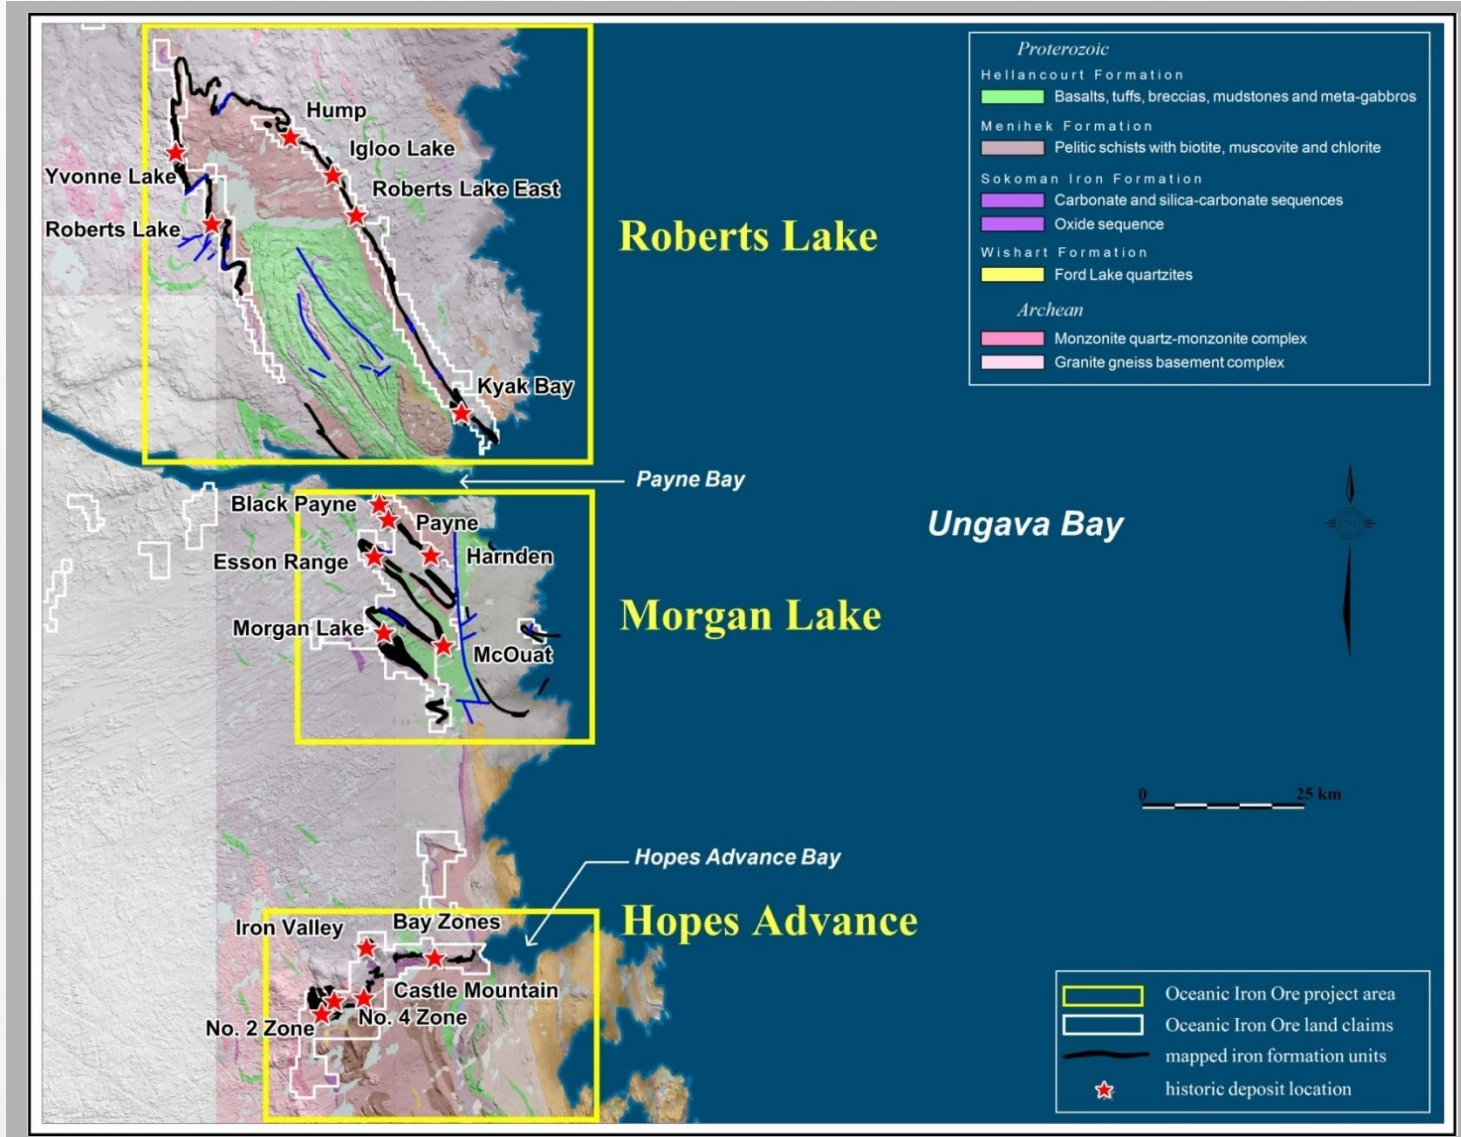 Proterozoic
Hellancourt Formation
Basalts, tuffs, breccias, mudstones and meta-gabbros
Menihek Formation
Pelitic schists with biotite, muscovite and chlorite
Sokoman Iron Formation
Carbonate and silica-carbonate sequences
Oxide sequence
Wishart Formation
Ford Lake quartzites
Archean
Monzonite quartz-monzonite complex
Granite gneiss basement complex
Hump
Igloo Lake
Yvonne Lake
Roberts Lake East
Roberts Lake
Roberts Lake
Kyak Bay
Payne Bay
Black Payne
Payne
Ungava Bay
N
Esson Range
Harnden
Morgan Lake
Morgan Lake
McOuat
0 25 km
Hopes Advance Bay
Hopes Advance
Iron Valley
Bay Zones
Castle Mountain
No. 4 Zone
No. 2 Zone
Oceanic Iron Ore project area
Oceanic Iron Ore land claims
mapped iron formation units
historic deposit location